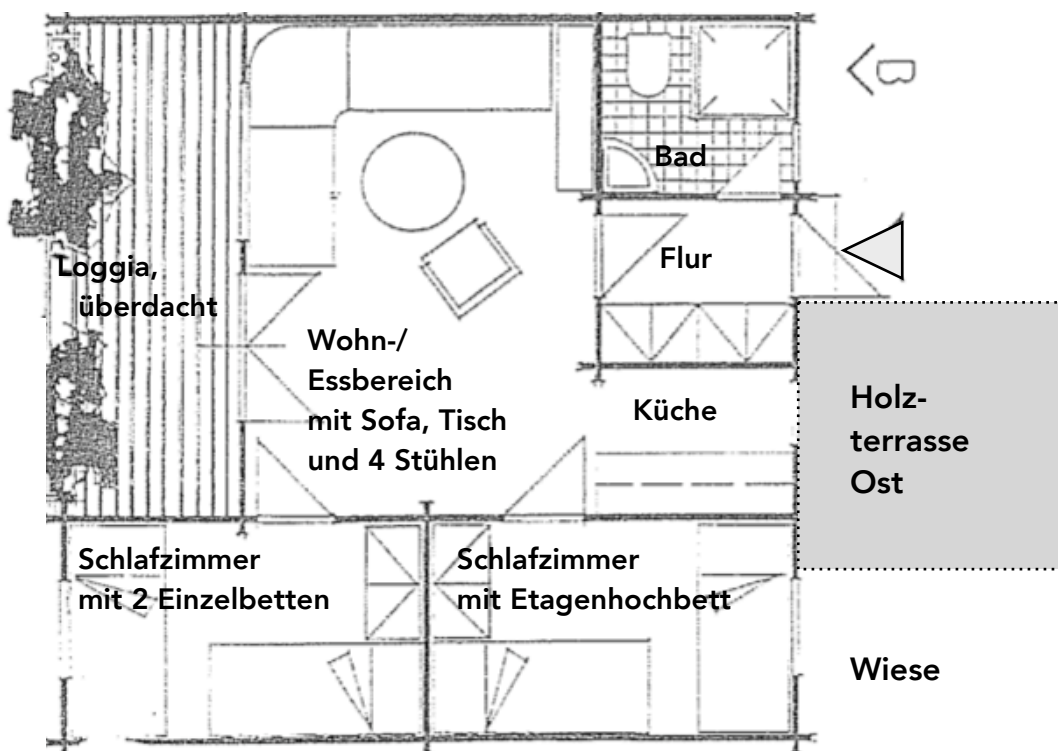 B
Bad
Flur
Loggia,
überdacht
Wohn-/
Essbereich
mit Sofa, Tisch
und 4 Stühlen
Küche
Holz-
terrasse
Ost
Schlafzimmer
mit 2 Einzelbetten
Schlafzimmer
mit Etagenhochbett
Wiese